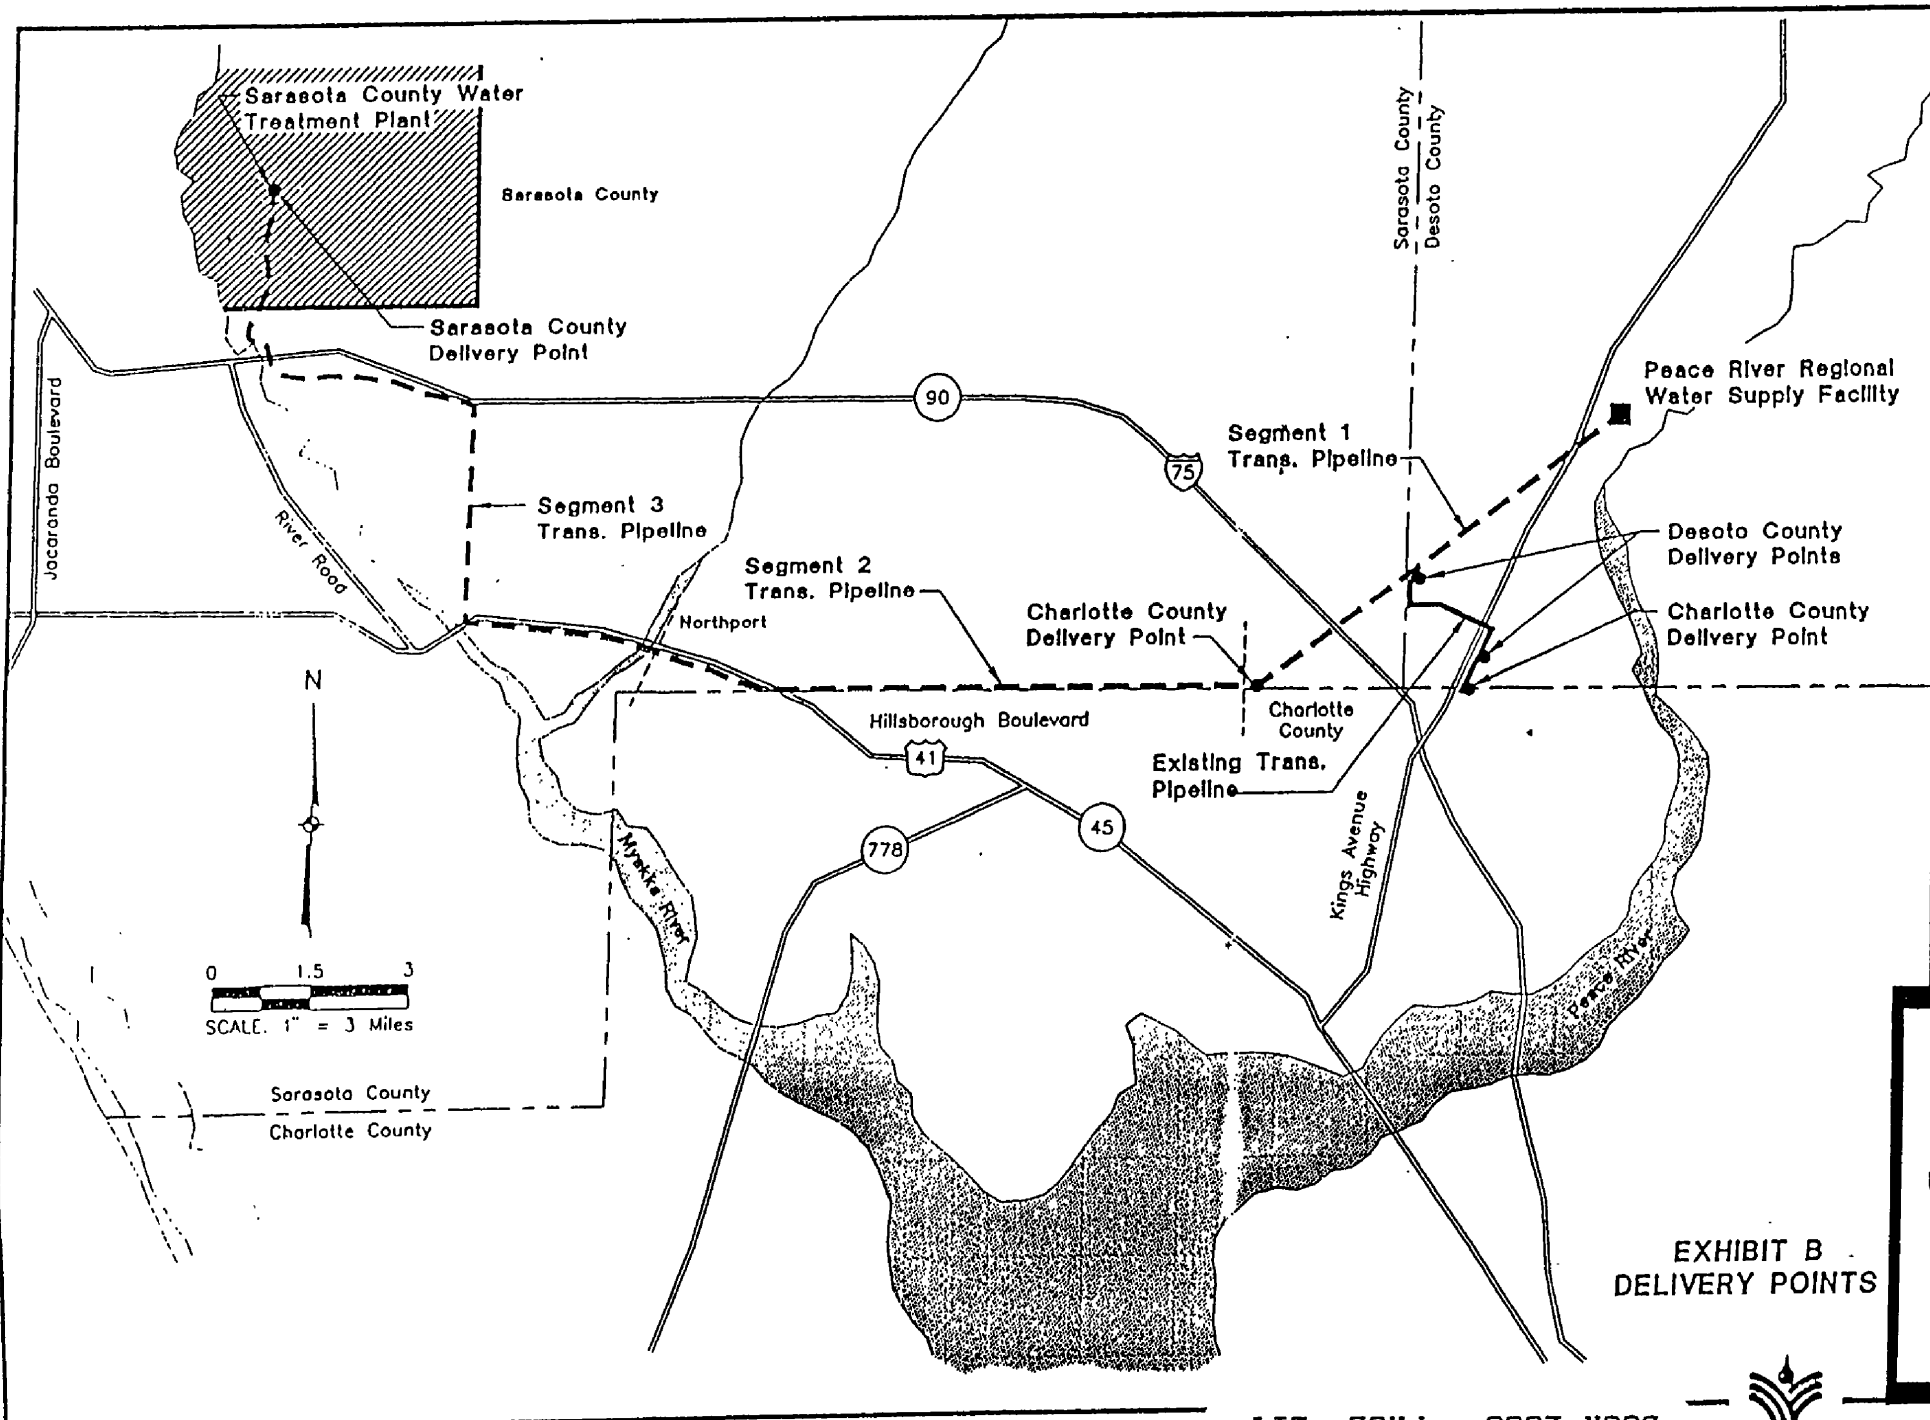 Sarasota County Water
Treatment Plant
Sarasota County
Sarasota County
Desoto County
Sarasota County
Delivery Point
Peace River Regional
Water Supply Facility
Jacaranda Boulevard
90
Segment 1
Trans. Pipeline
75
Segment 3
Trans. Pipeline
River Road
Desoto County
Delivery Points
Segment 2
Trans. Pipeline
Charlotte County
Delivery Point
Northport
Charlotte County
Delivery Point
N
Hillsborough Boulevard
Charlotte
County
41
Existing Trans.
Pipeline
Kings Avenue
Highway
45
778
Myakka River
Peace River
0 1.5 3
SCALE. 1" = 3 Miles
Sarasota County
Charlotte County
EXHIBIT B
DELIVERY POINTS